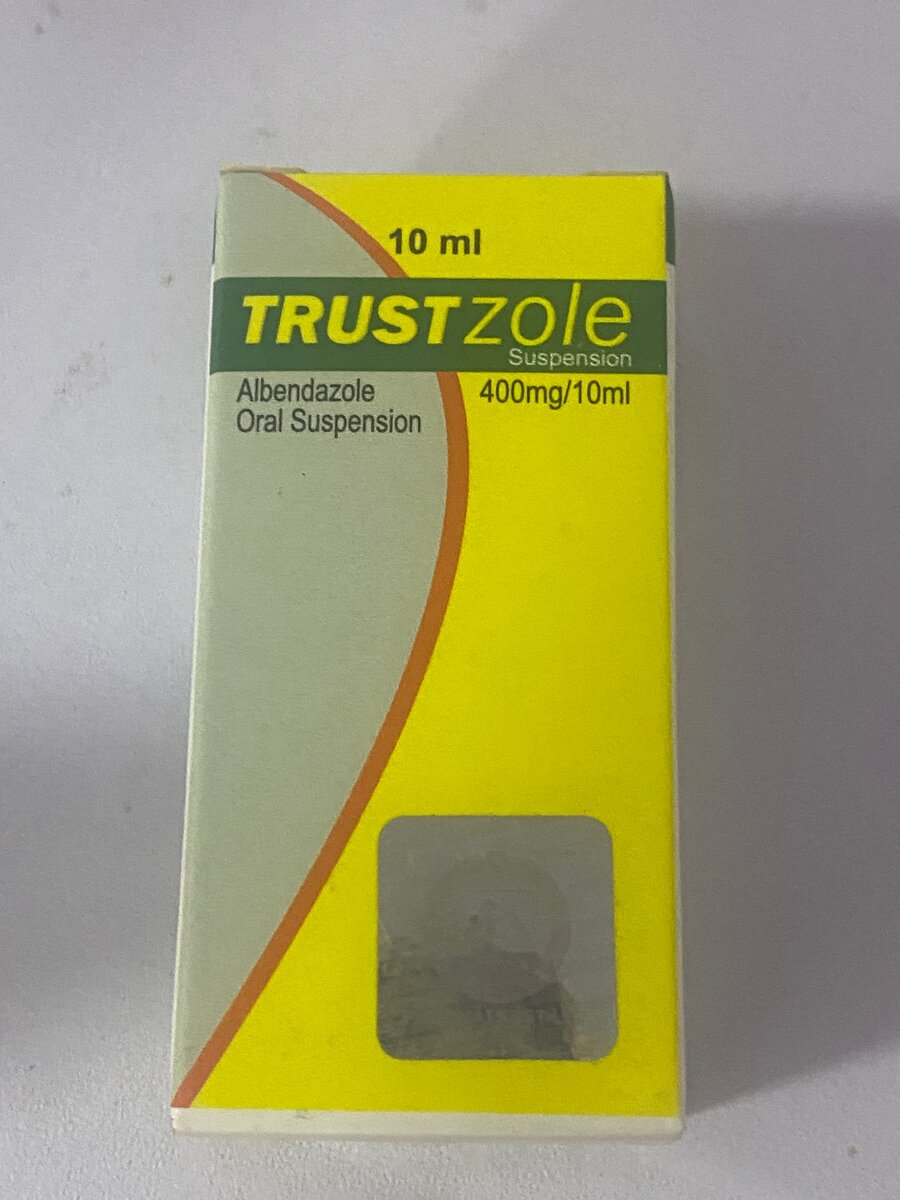 10 ml
TRUSTzole
Suspension
Albendazole 400mg/10ml
Oral Suspension